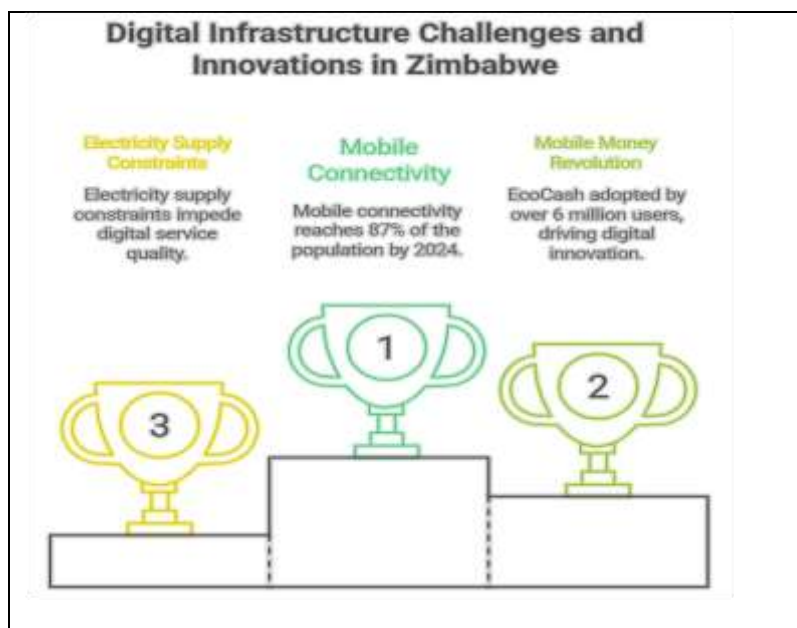 Digital Infrastructure Challenges and
Innovations in Zimbabwe
Electricity Supply
Constraints
Electricity supply
constraints impede
digital service
quality.
Mobile
Connectivity
Mobile connectivity
reaches 87% of the
population by 2024.
Mobile Money
Revolution
EcoCash adopted by
over 6 million users,
driving digital
innovation.
3
1
2